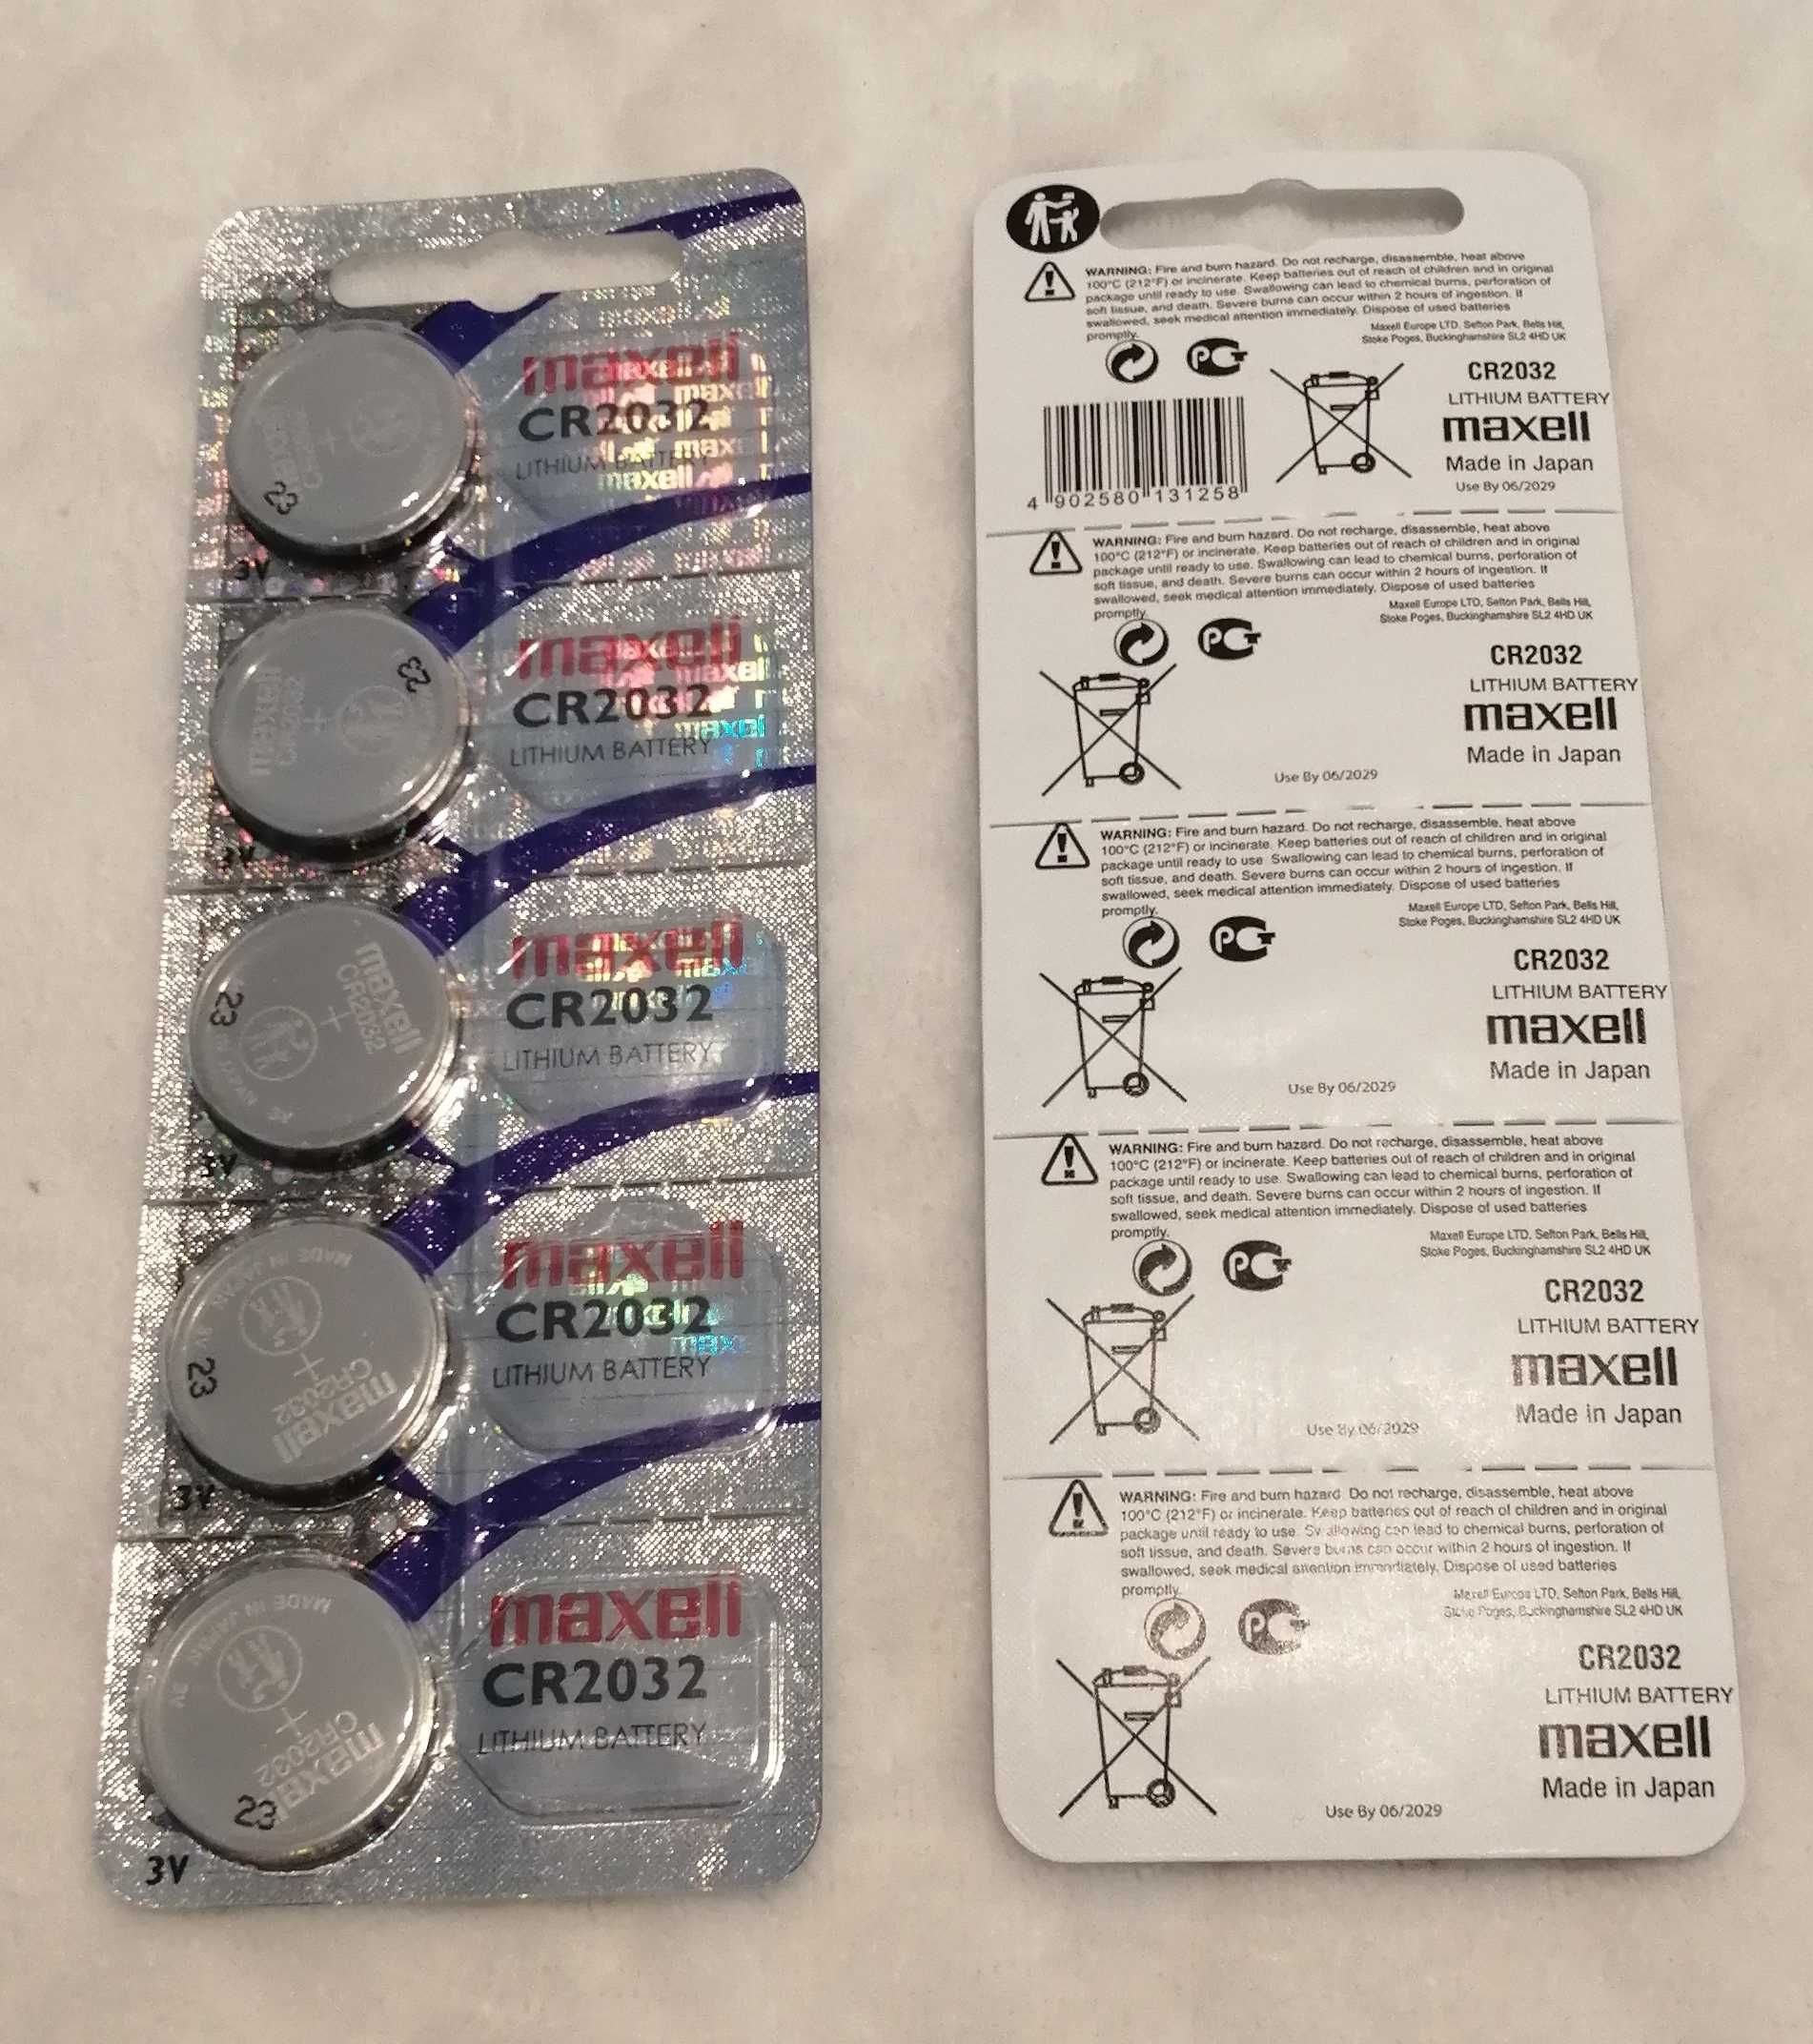 maxell
CR2032
LITHIUM BATTERY
23
3V
maxell
CR2032
LITHIUM BATTERY
maxell
CR2032
23
3V
maxell
CR2032
LITHIUM BATTERY
maxell
CR2032
23
3V
maxell
CR2032
LITHIUM BATTERY
MADE IN JAPAN
maxell
CR2032
23
3V
maxell
CR2032
LITHIUM BATTERY
MADE IN JAPAN
maxell
CR2032
23
3V
WARNING: Fire and burn hazard. Do not recharge, disassemble, heat above
100°C (212°F) or incinerate. Keep batteries out of reach of children and in original
package until ready to use. Swallowing can lead to chemical burns, perforation of
soft tissue, and death. Severe burns can occur within 2 hours of ingestion. If
swallowed, seek medical attention immediately. Dispose of used batteries
promptly.
Maxell Europe LTD, Sefton Park, Bells Hill,
Stoke Poges, Buckinghamshire SL2 4HD UK
CR2032
LITHIUM BATTERY
maxell
Made in Japan
Use By 06/2029
4 902580 131258
WARNING: Fire and burn hazard. Do not recharge, disassemble, heat above
100°C (212°F) or incinerate. Keep batteries out of reach of children and in original
package until ready to use. Swallowing can lead to chemical burns, perforation of
soft tissue, and death. Severe burns can occur within 2 hours of ingestion. If
swallowed, seek medical attention immediately. Dispose of used batteries
promptly.
Maxell Europe LTD, Sefton Park, Bells Hill,
Stoke Poges, Buckinghamshire SL2 4HD UK
CR2032
LITHIUM BATTERY
maxell
Made in Japan
Use By 06/2029
WARNING: Fire and burn hazard. Do not recharge, disassemble, heat above
100°C (212°F) or incinerate. Keep batteries out of reach of children and in original
package until ready to use. Swallowing can lead to chemical burns, perforation of
soft tissue, and death. Severe burns can occur within 2 hours of ingestion. If
swallowed, seek medical attention immediately. Dispose of used batteries
promptly.
Maxell Europe LTD, Sefton Park, Bells Hill,
Stoke Poges, Buckinghamshire SL2 4HD UK
CR2032
LITHIUM BATTERY
maxell
Made in Japan
Use By 06/2029
WARNING: Fire and burn hazard. Do not recharge, disassemble, heat above
100°C (212°F) or incinerate. Keep batteries out of reach of children and in original
package until ready to use. Swallowing can lead to chemical burns, perforation of
soft tissue, and death. Severe burns can occur within 2 hours of ingestion. If
swallowed, seek medical attention immediately. Dispose of used batteries
promptly.
Maxell Europe LTD, Sefton Park, Bells Hill,
Stoke Poges, Buckinghamshire SL2 4HD UK
CR2032
LITHIUM BATTERY
maxell
Made in Japan
Use By 06/2029
WARNING: Fire and burn hazard. Do not recharge, disassemble, heat above
100°C (212°F) or incinerate. Keep batteries out of reach of children and in original
package until ready to use. Swallowing can lead to chemical burns, perforation of
soft tissue, and death. Severe burns can occur within 2 hours of ingestion. If
swallowed, seek medical attention immediately. Dispose of used batteries
promptly.
Maxell Europe LTD, Sefton Park, Bells Hill,
Stoke Poges, Buckinghamshire SL2 4HD UK
CR2032
LITHIUM BATTERY
maxell
Made in Japan
Use By 06/2029